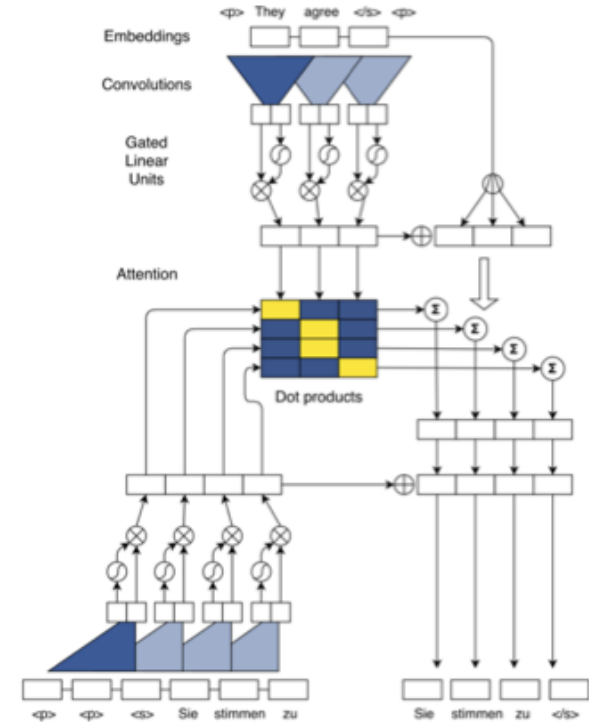 <p> They agree </s> <p>
Embeddings
Convolutions
Gated
Linear
Units
Attention
Σ
Σ
Σ
Σ
Dot products
<p> <p> <s> Sie stimmen zu
Sie stimmen zu </s>